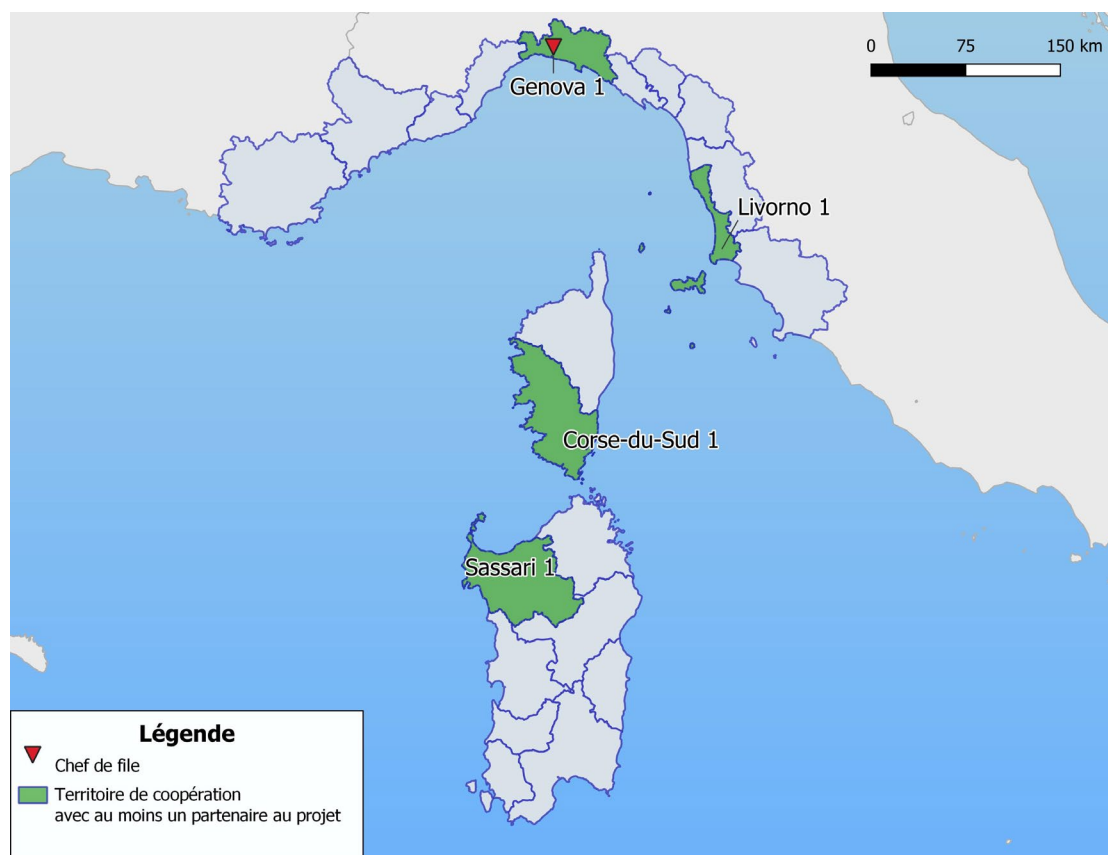 0 75 150 km
Genova 1
Livorno 1
Corse-du-Sud 1
Sassari 1
Légende
Chef de file
Territoire de coopération
avec au moins un partenaire au projet